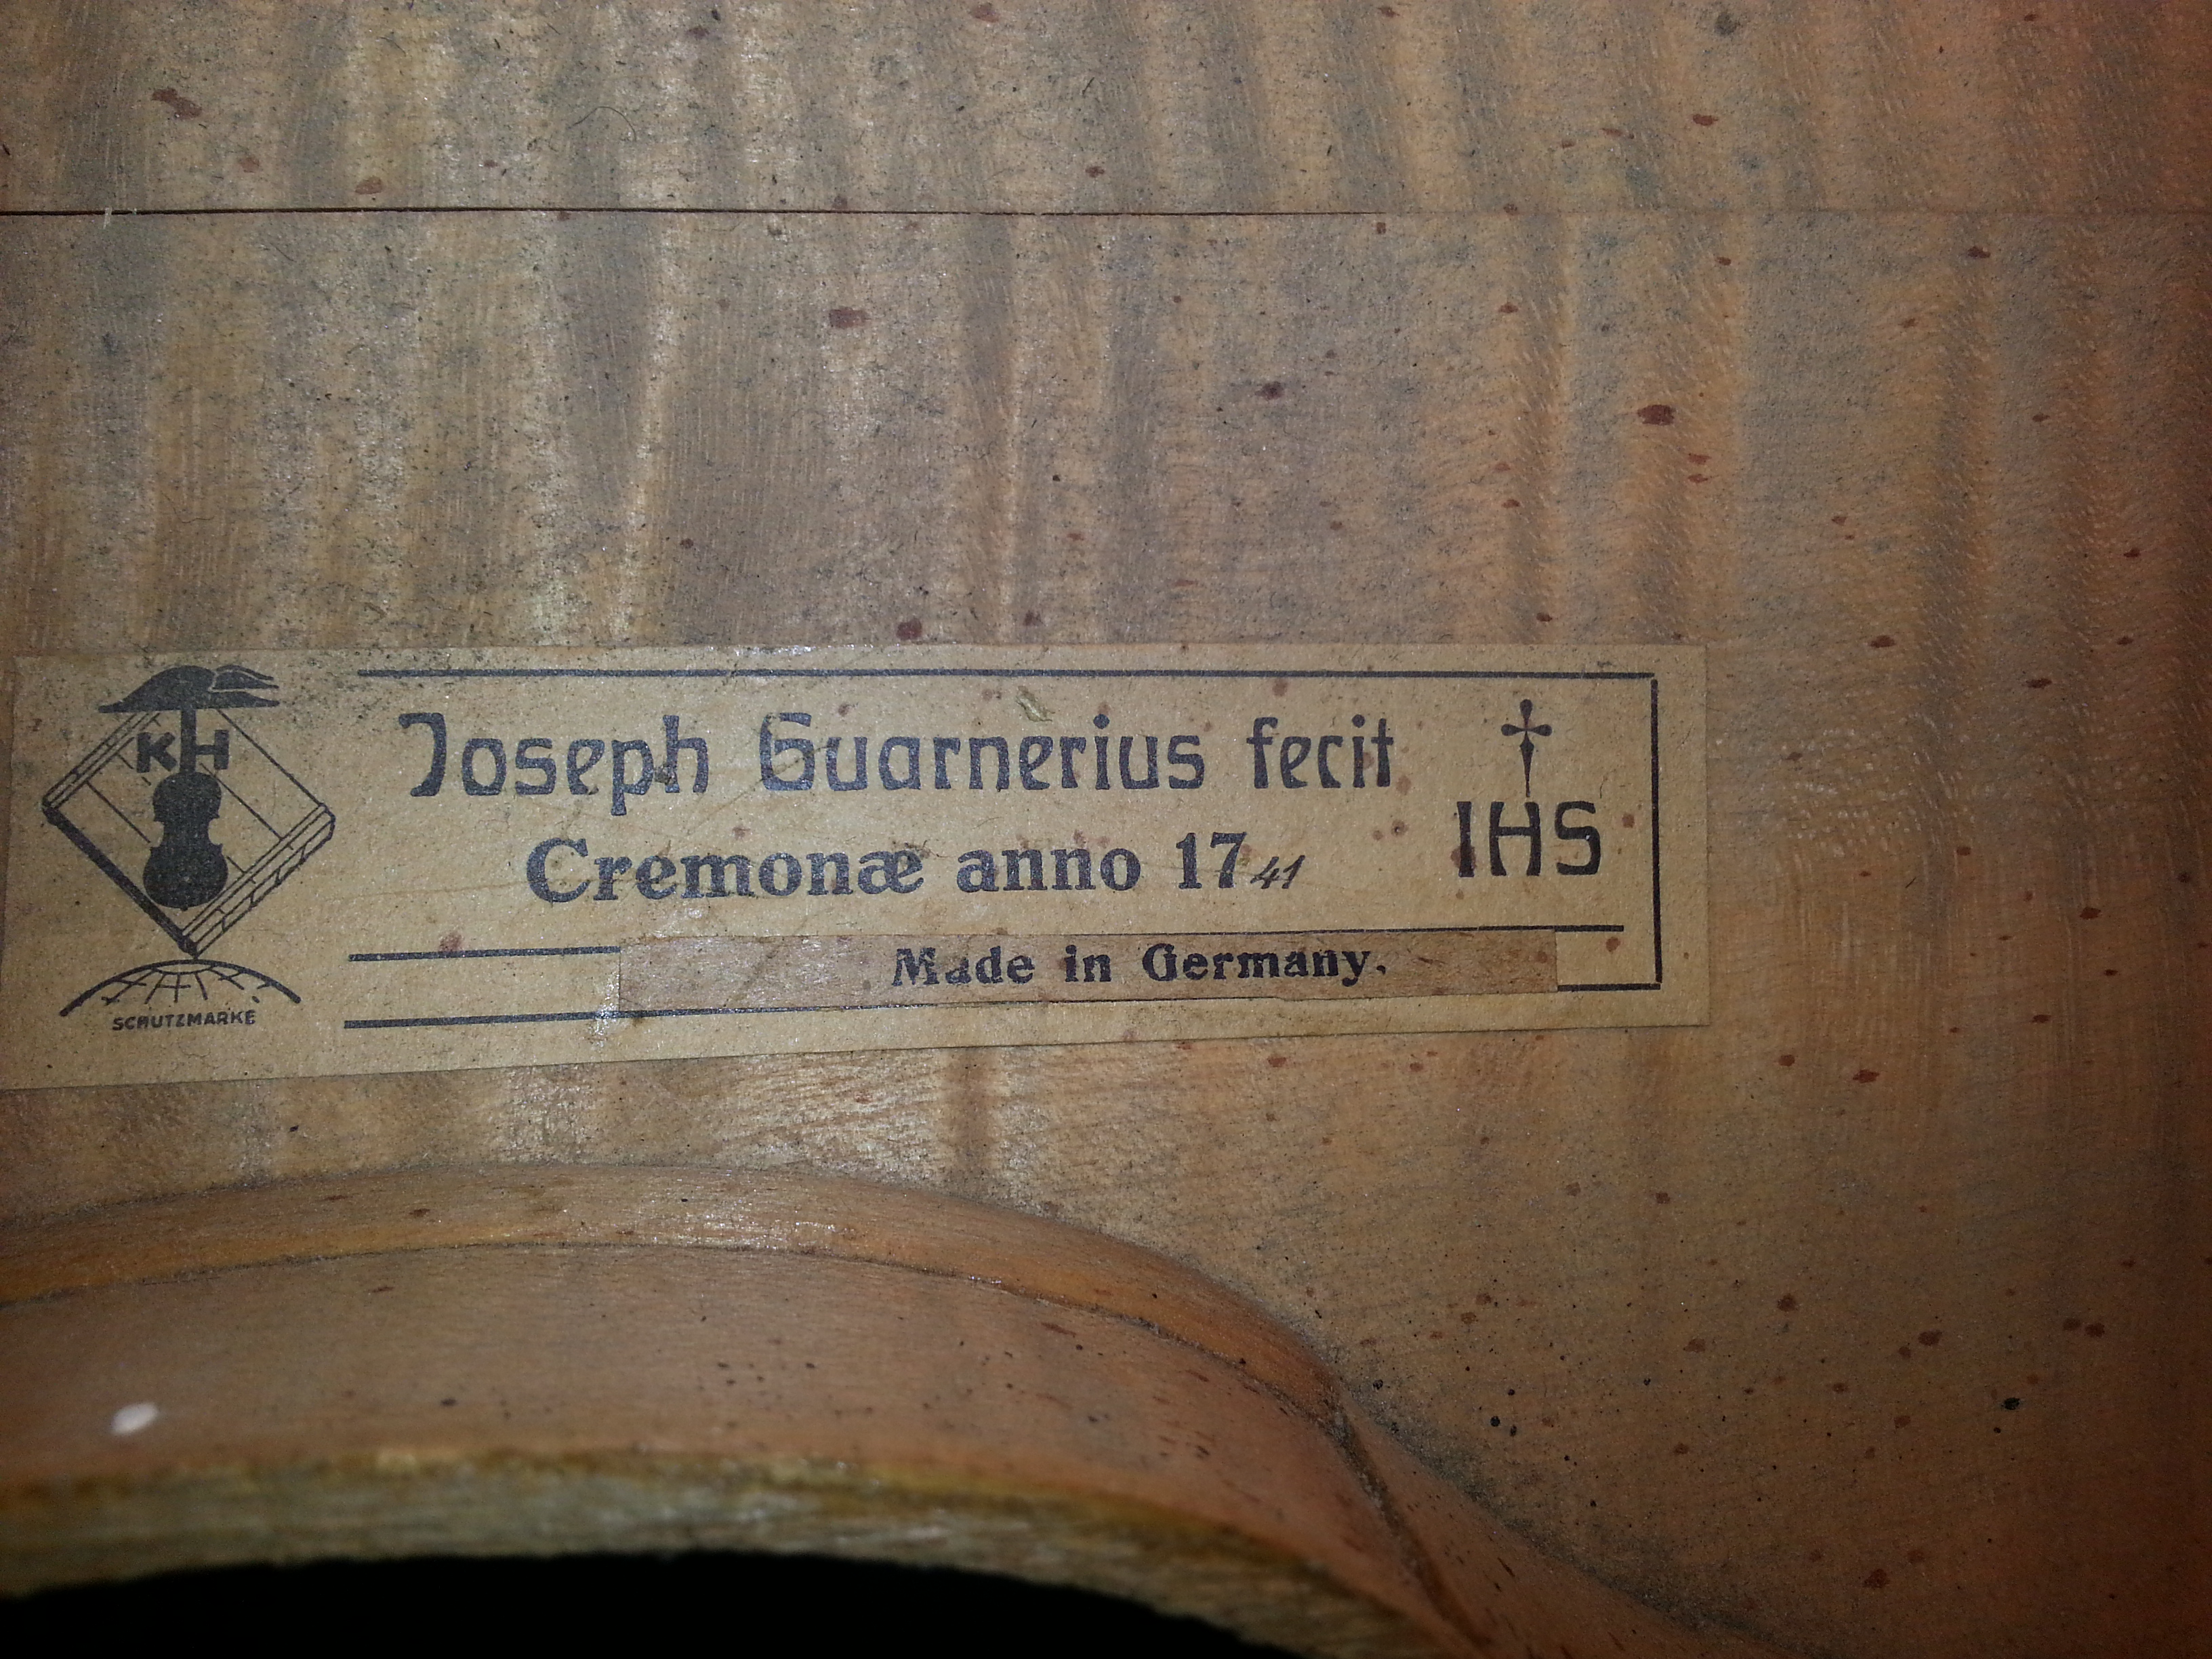 KH
SCHUTZMARKE
Joseph Guarnerius fecit
Cremonæ anno 1741
IHS
Made in Germany.